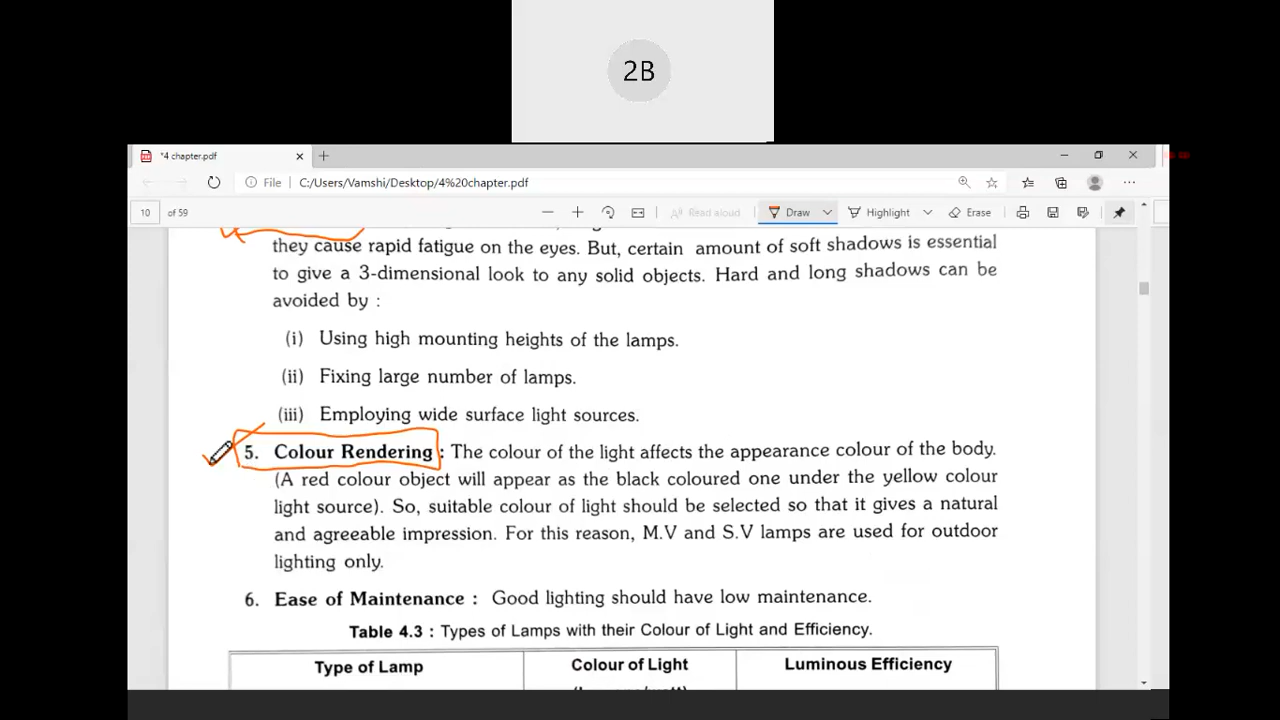 2B
*4 chapter.pdf
File C:/Users/Vamshi/Desktop/4%20chapter.pdf
10 of 59 Read aloud Draw Highlight Erase
they cause rapid fatigue on the eyes. But, certain amount of soft shadows is essential
to give a 3-dimensional look to any solid objects. Hard and long shadows can be
avoided by :
(i) Using high mounting heights of the lamps.
(ii) Fixing large number of lamps.
(iii) Employing wide surface light sources.
5. Colour Rendering : The colour of the light affects the appearance colour of the body.
(A red colour object will appear as the black coloured one under the yellow colour
light source). So, suitable colour of light should be selected so that it gives a natural
and agreeable impression. For this reason, M.V and S.V lamps are used for outdoor
lighting only.
6. Ease of Maintenance : Good lighting should have low maintenance.
Table 4.3 : Types of Lamps with their Colour of Light and Efficiency.
Type of Lamp Colour of Light Luminous Efficiency